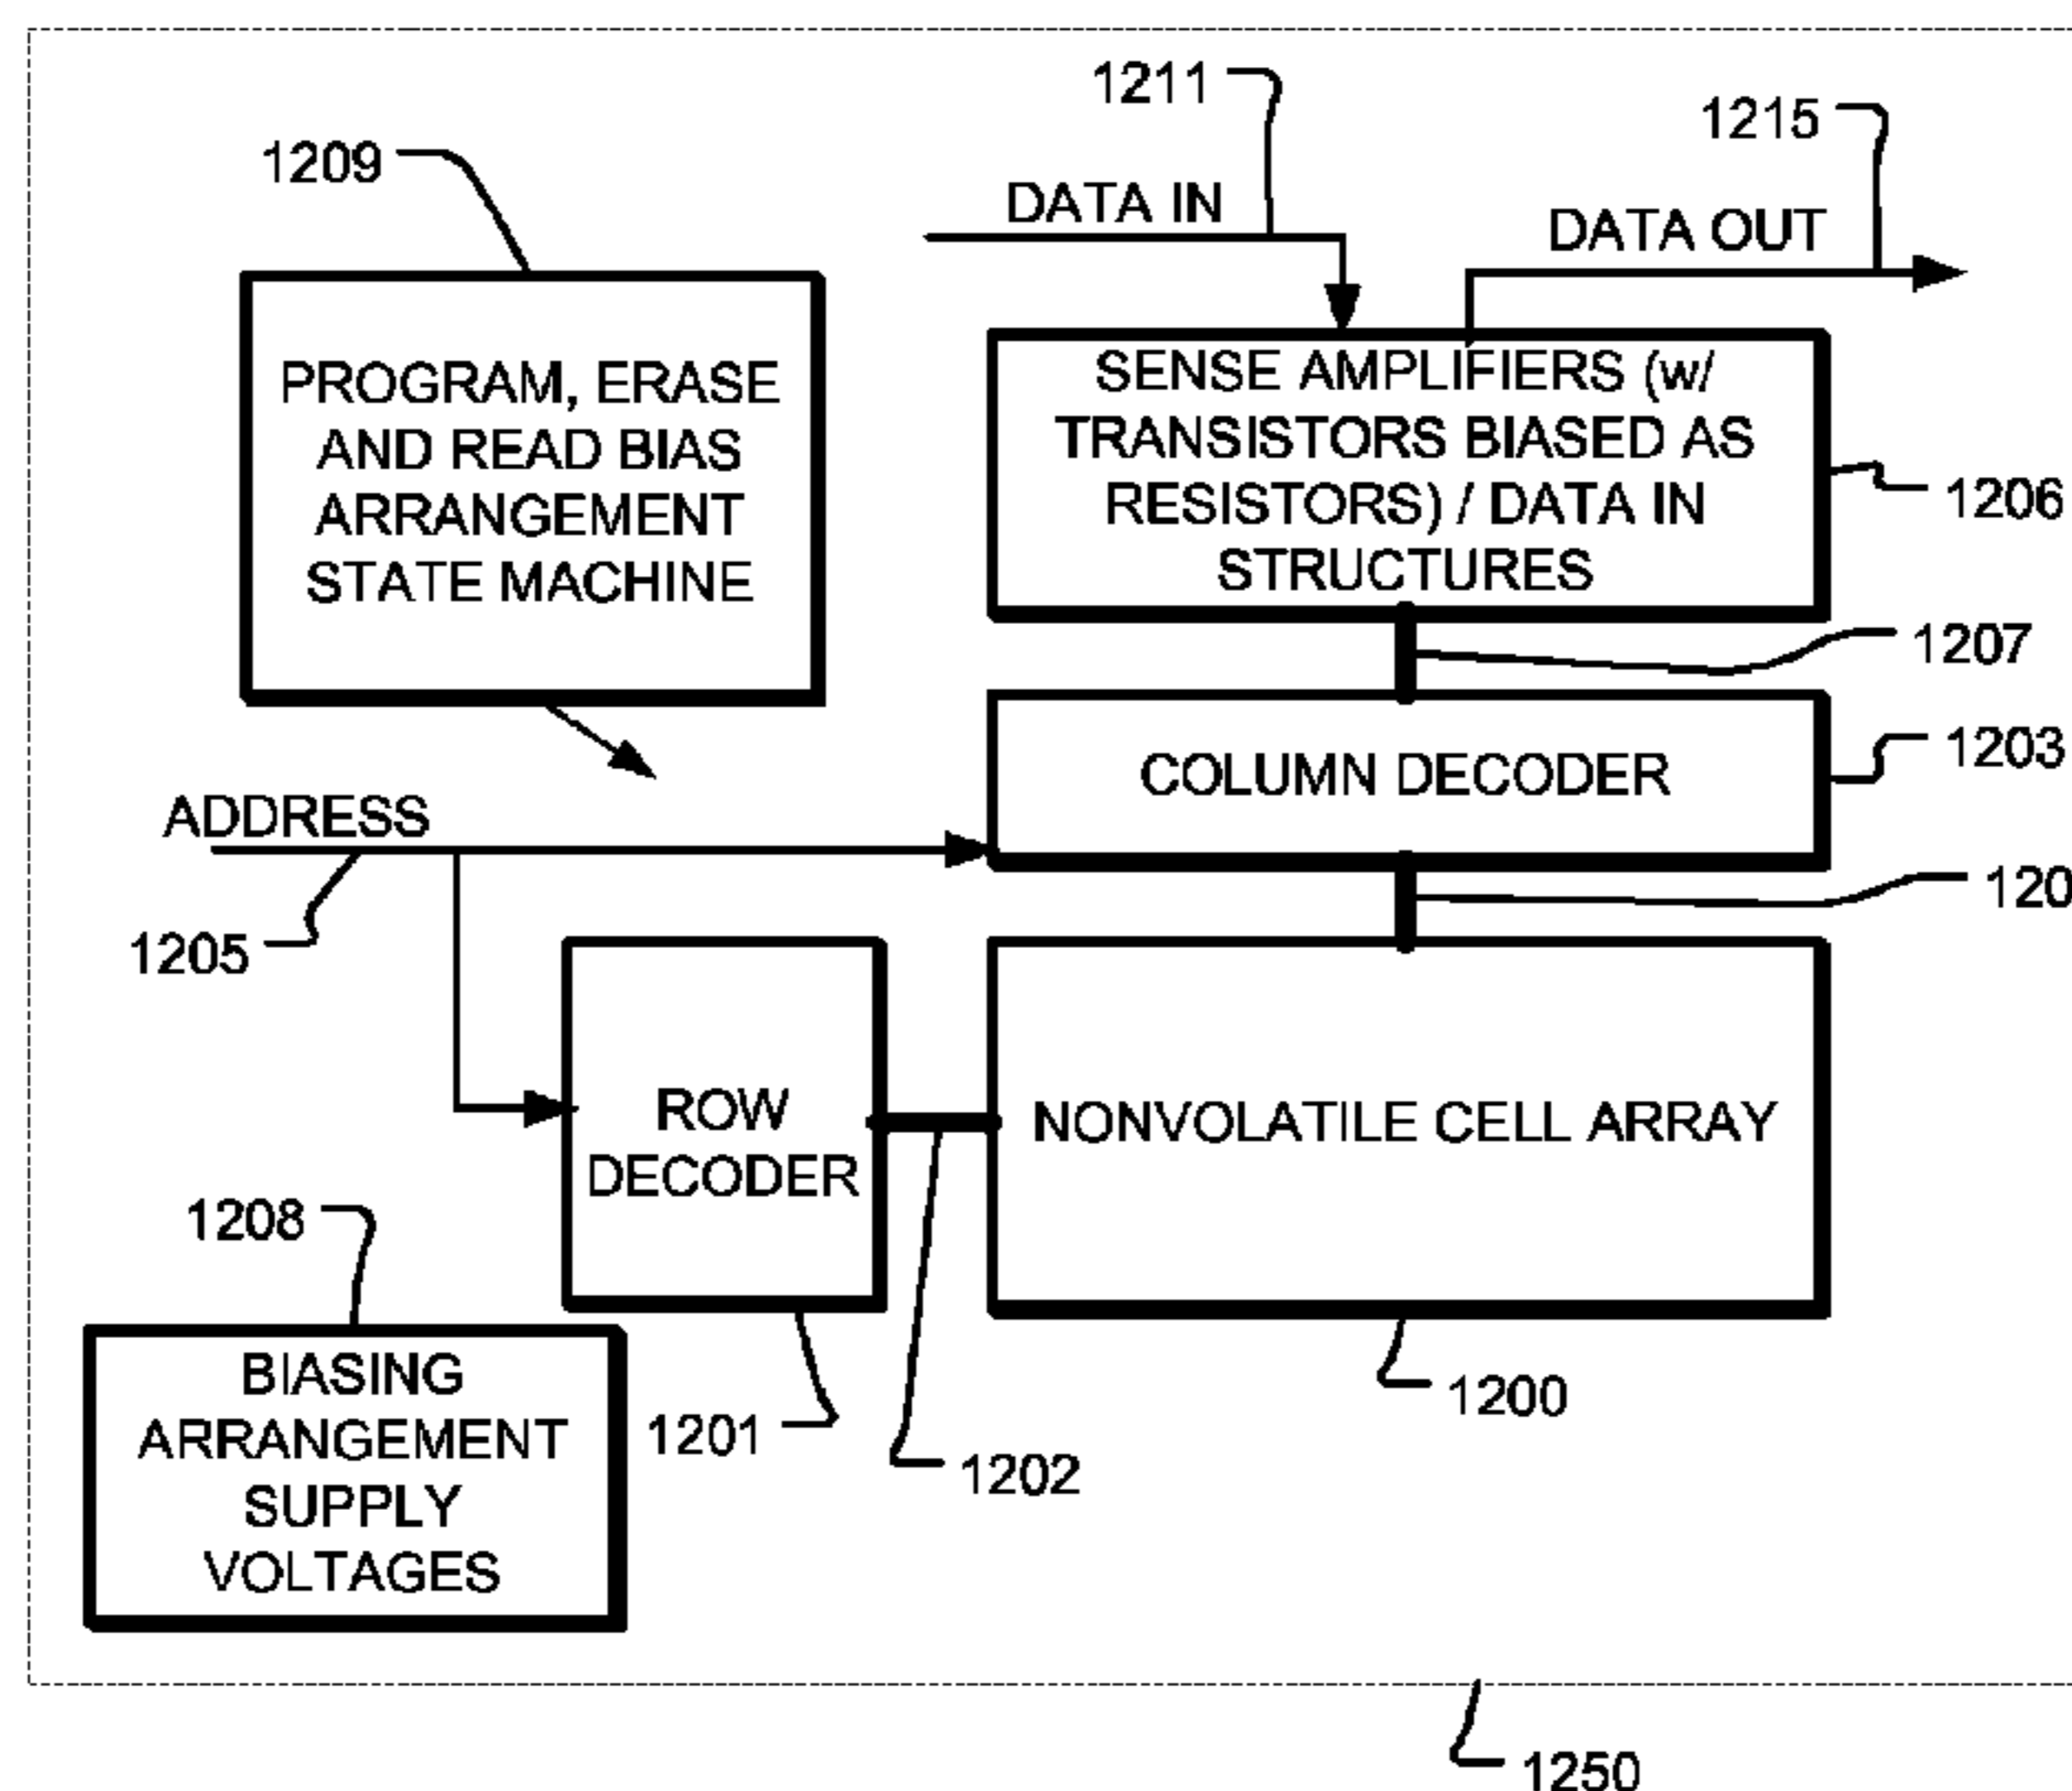 1211
1215
1209
DATA IN
DATA OUT
PROGRAM, ERASE
AND READ BIAS
ARRANGEMENT
STATE MACHINE
SENSE AMPLIFIERS (w/
TRANSISTORS BIASED AS
RESISTORS) / DATA IN
STRUCTURES
1206
1207
COLUMN DECODER
1203
ADDRESS
120
1205
ROW
DECODER
NONVOLATILE CELL ARRAY
1208
BIASING
ARRANGEMENT
SUPPLY
VOLTAGES
1201
1202
1200
1250